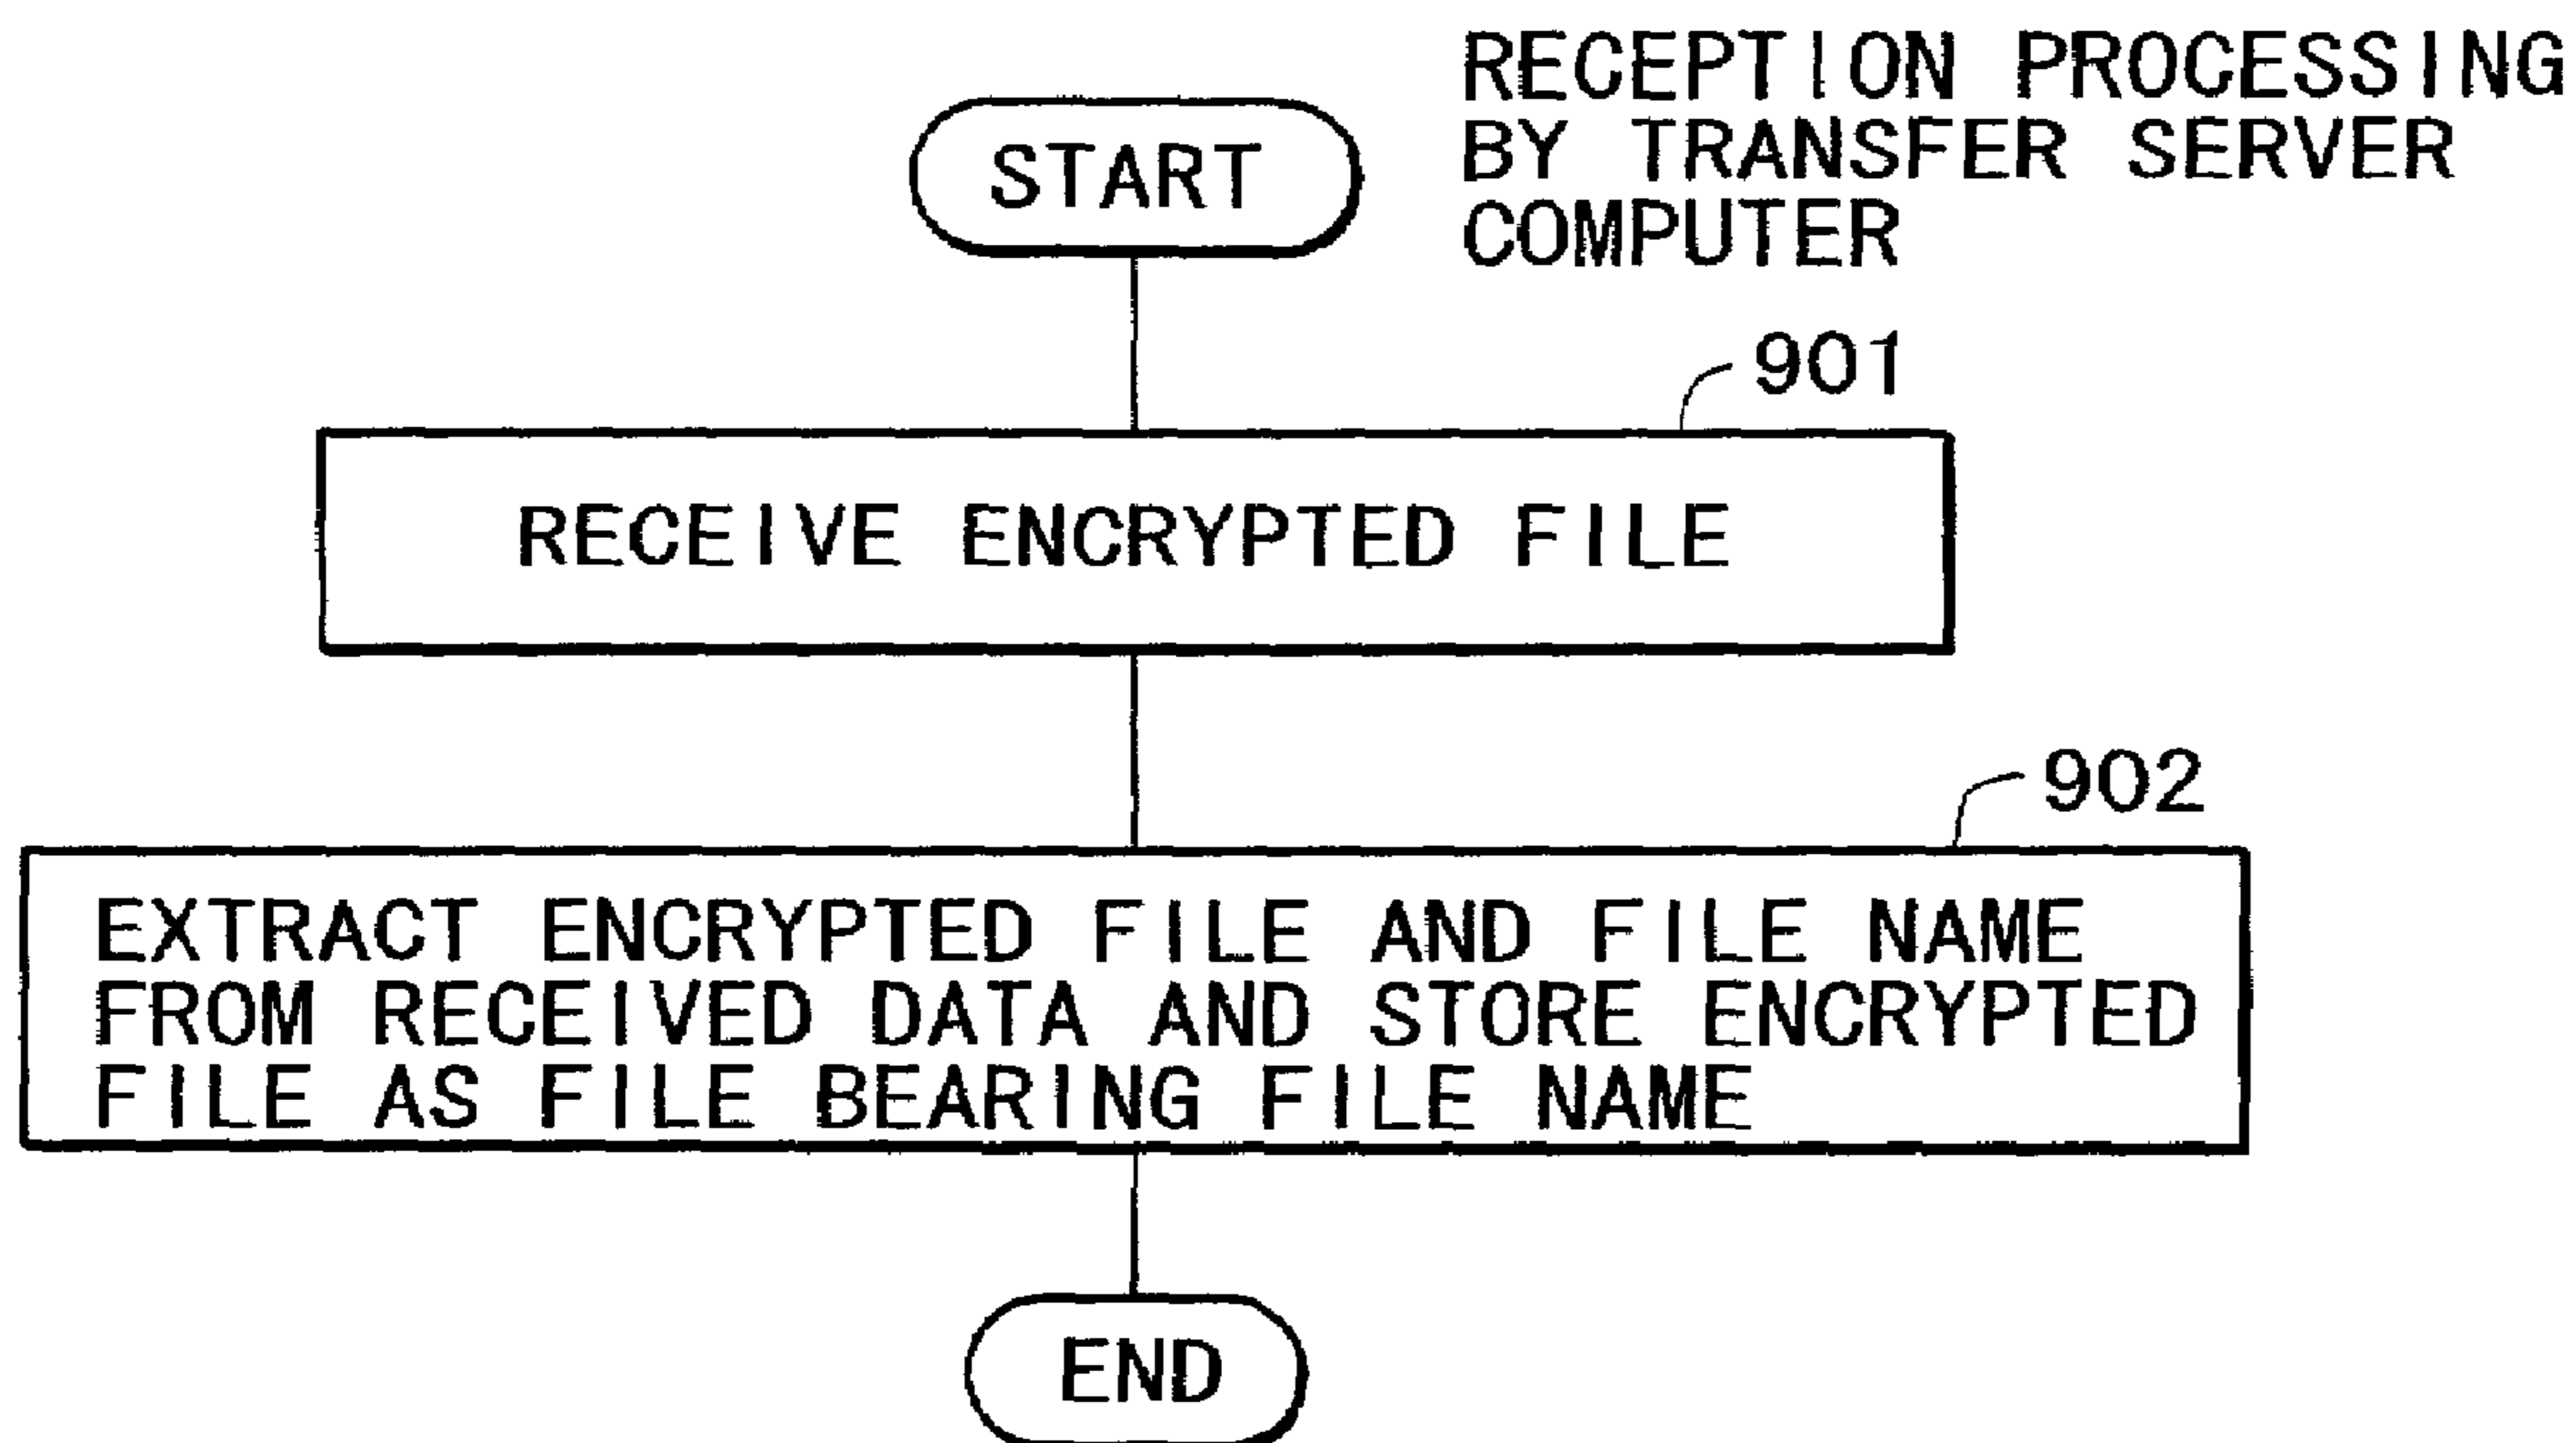 RECEPTION PROCESSING
BY TRANSFER SERVER
COMPUTER
START
901
RECEIVE ENCRYPTED FILE
902
EXTRACT ENCRYPTED FILE AND FILE NAME
FROM RECEIVED DATA AND STORE ENCRYPTED
FILE AS FILE BEARING FILE NAME
END